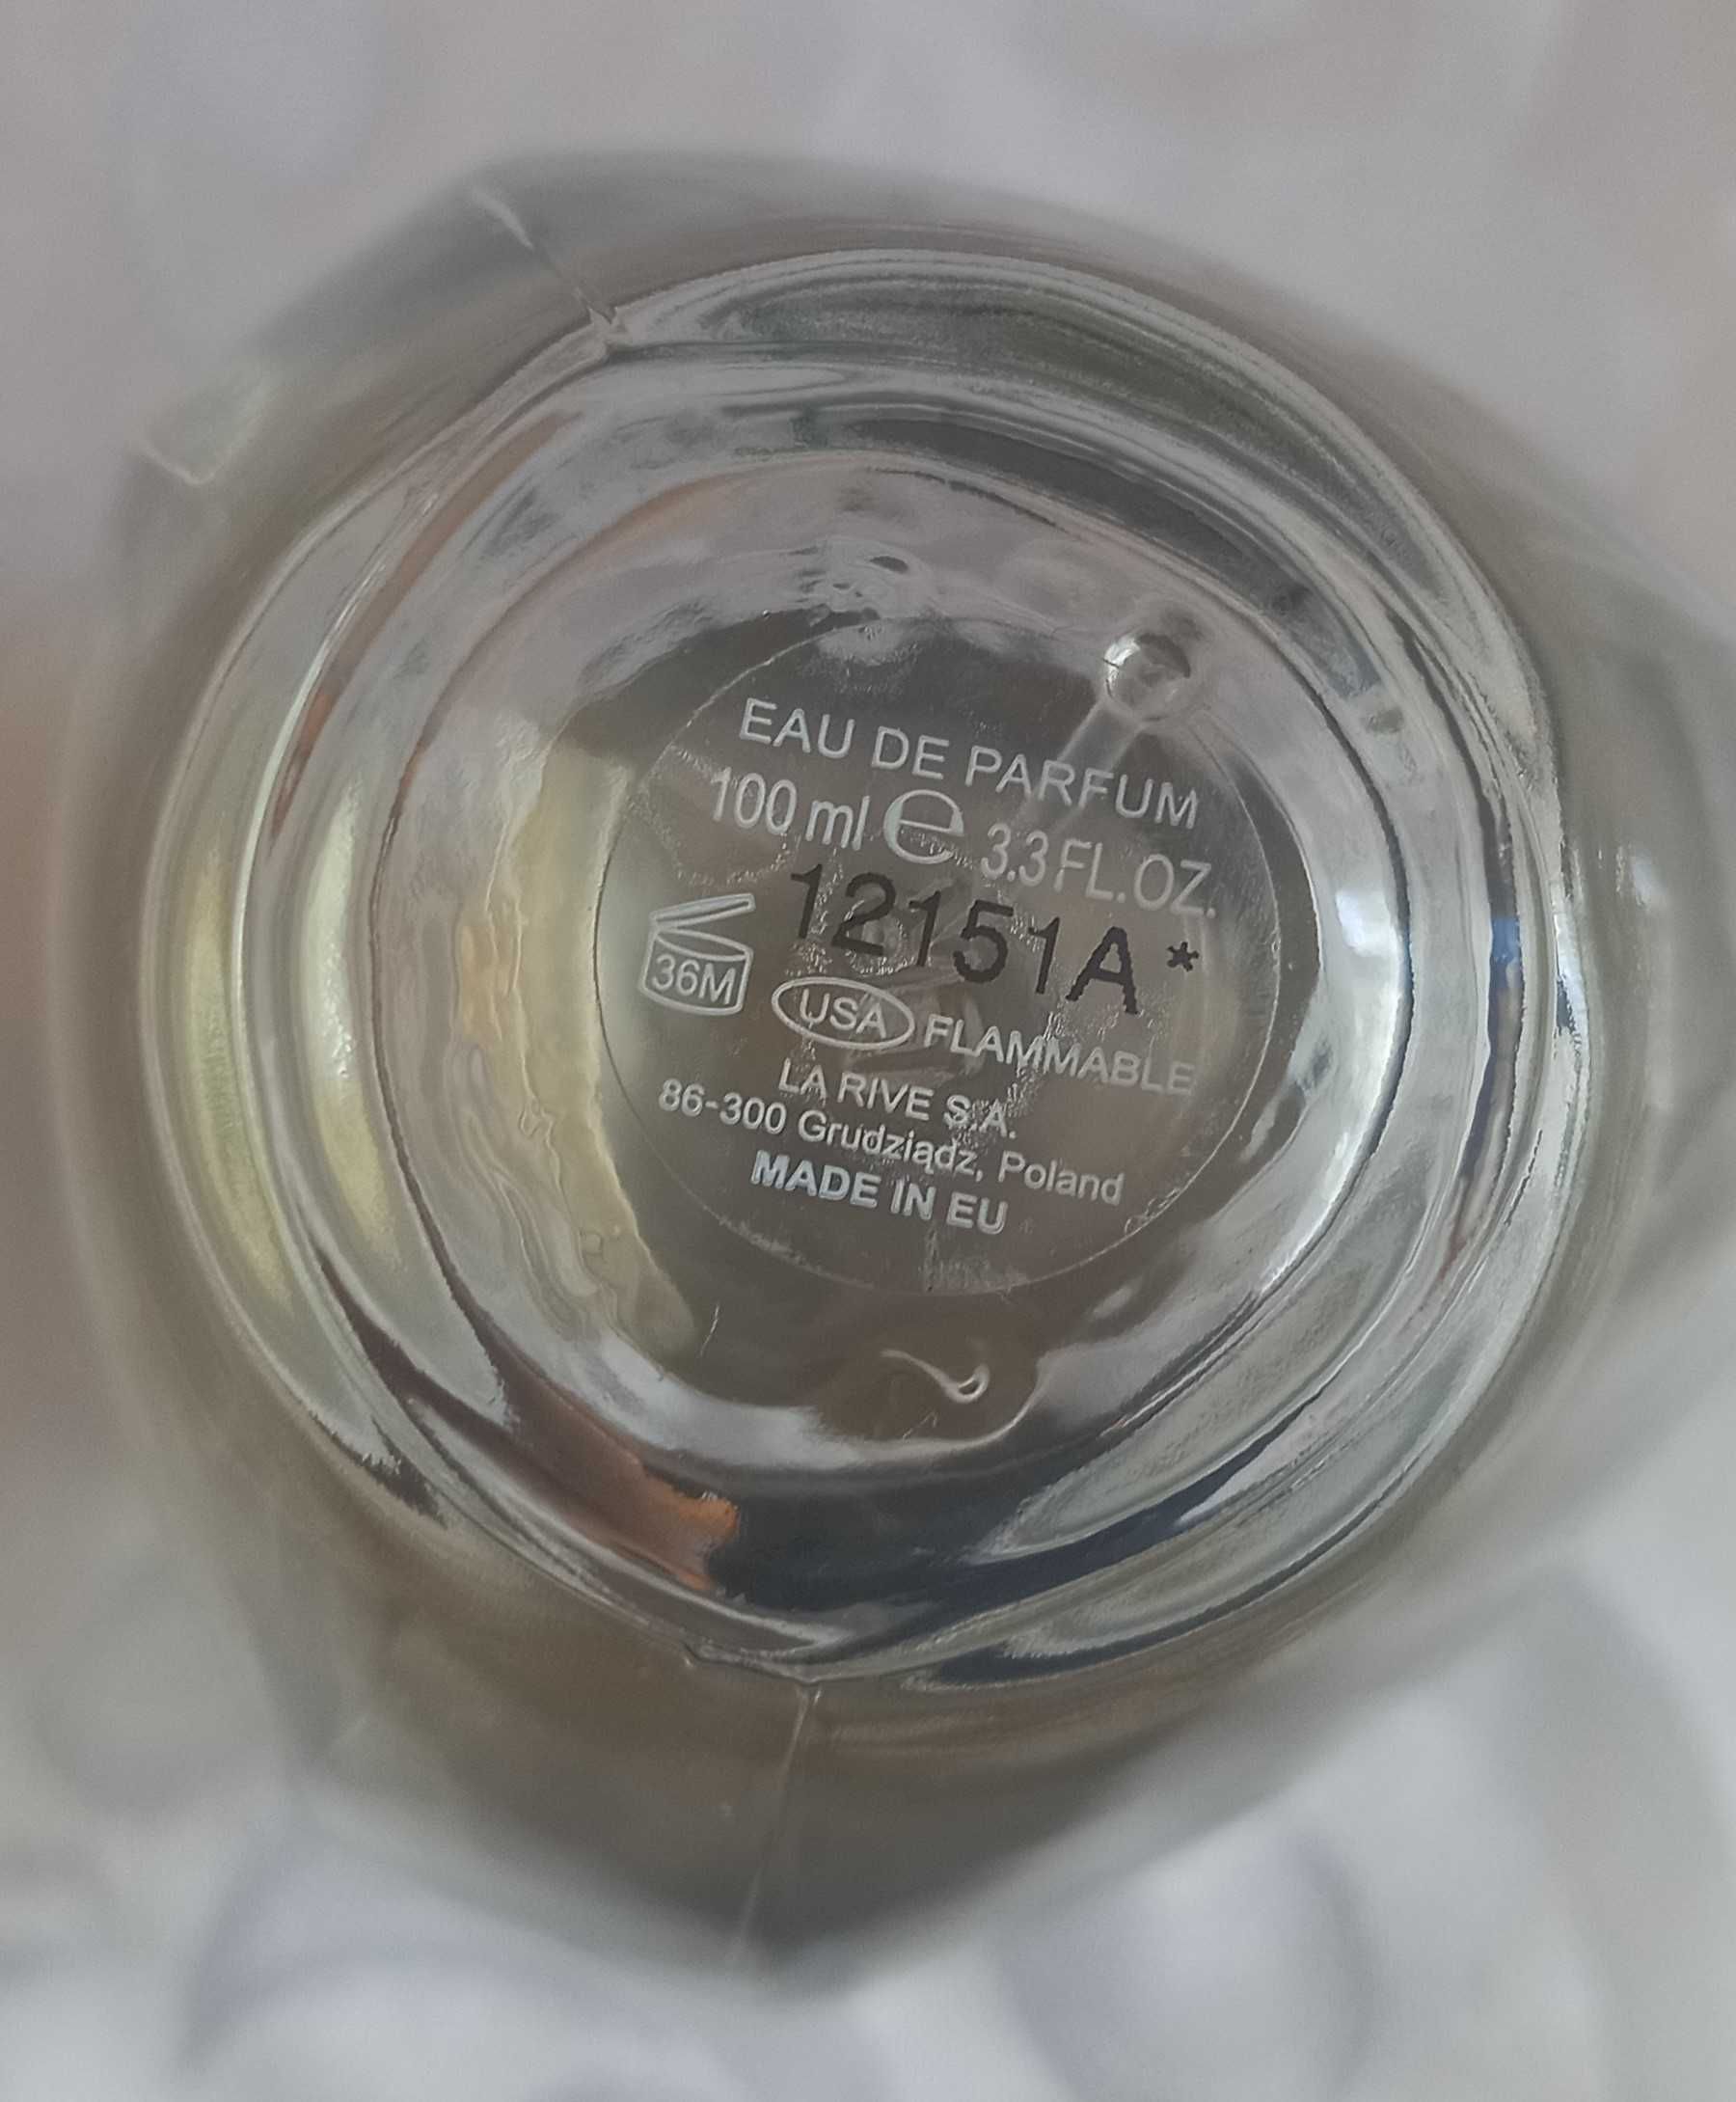 EAU DE PARFUM
100 ml ℮ 3.3 FL.OZ.
12151A*
36M USA FLAMMABLE
LA RIVE S.A.
86-300 Grudziądz, Poland
MADE IN EU